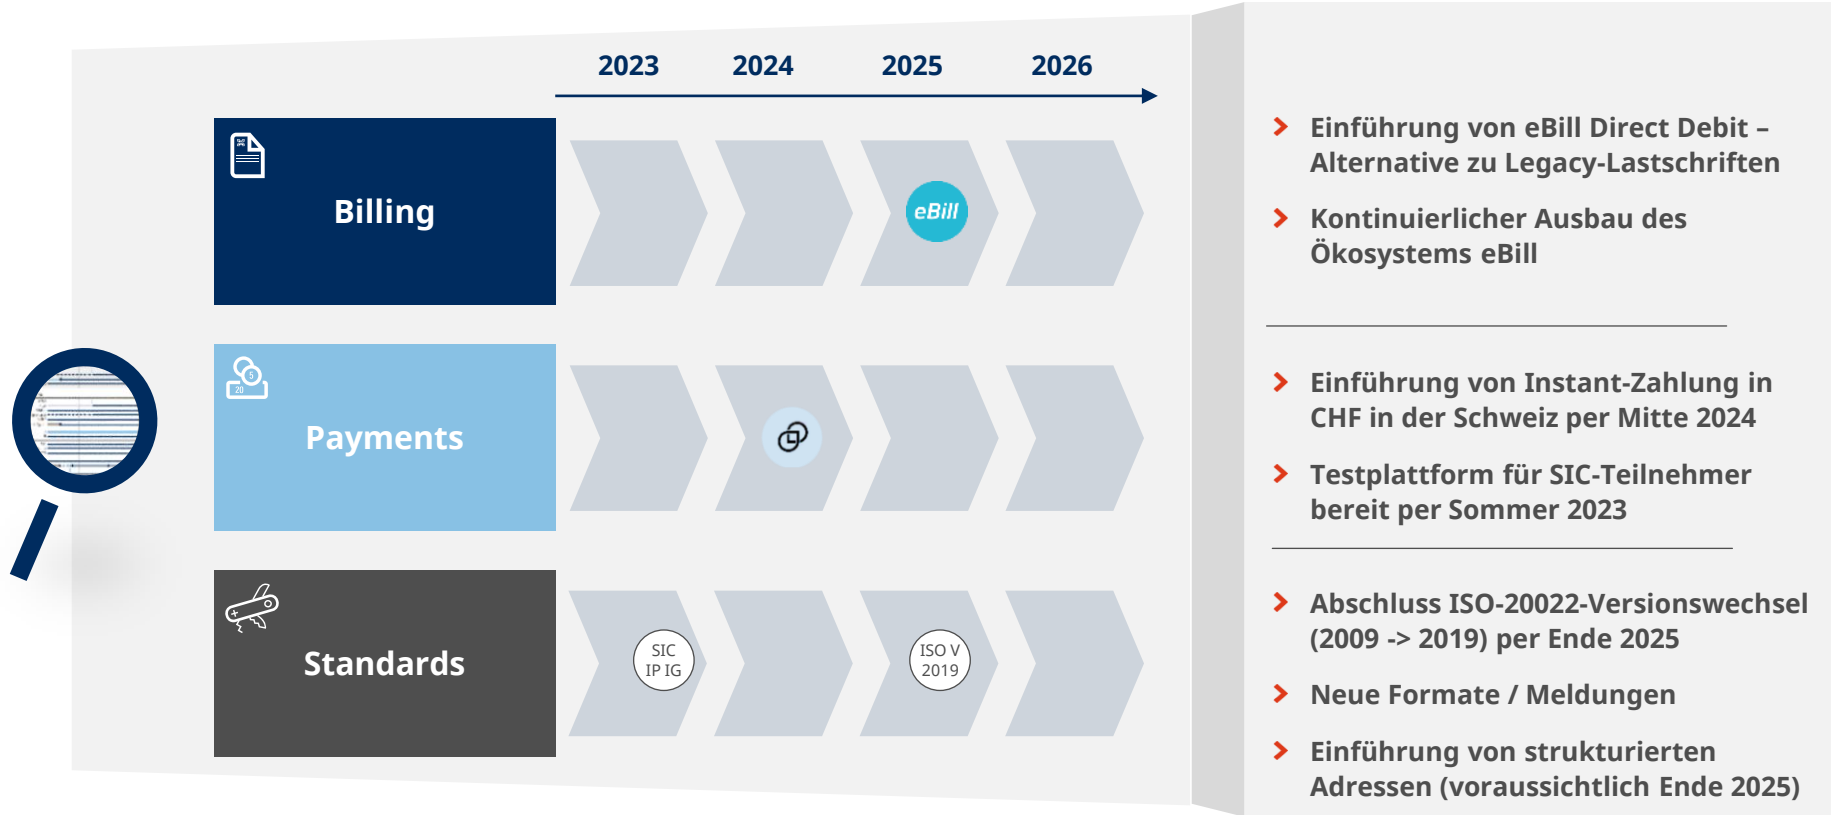 2023 2024 2025 2026
Billing
eBill
Einführung von eBill Direct Debit –
Alternative zu Legacy-Lastschriften
Kontinuierlicher Ausbau des
Ökosystems eBill
20
5
Payments
Einführung von Instant-Zahlung in
CHF in der Schweiz per Mitte 2024
Testplattform für SIC-Teilnehmer
bereit per Sommer 2023
Standards
SIC
IP IG
ISO V
2019
Abschluss ISO-20022-Versionswechsel
(2009 -> 2019) per Ende 2025
Neue Formate / Meldungen
Einführung von strukturierten
Adressen (voraussichtlich Ende 2025)